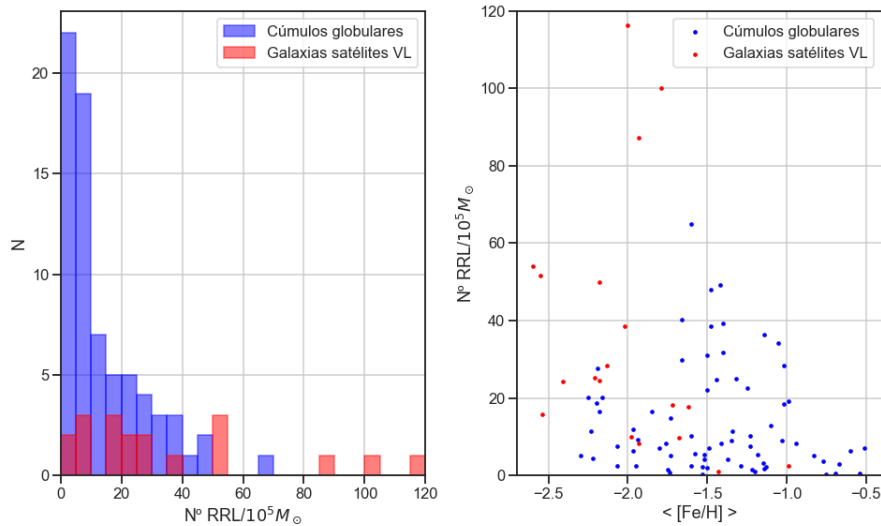 Cúmulos globulares
Galaxias satélites VL
20
15
10
5
0
N
0 20 40 60 80 100 120
Nº RRL/10⁵M⊙
Cúmulos globulares
Galaxias satélites VL
120
100
80
60
40
20
0
Nº RRL/10⁵M⊙
−2.5 −2.0 −1.5 −1.0 −0.5
< [Fe/H] >